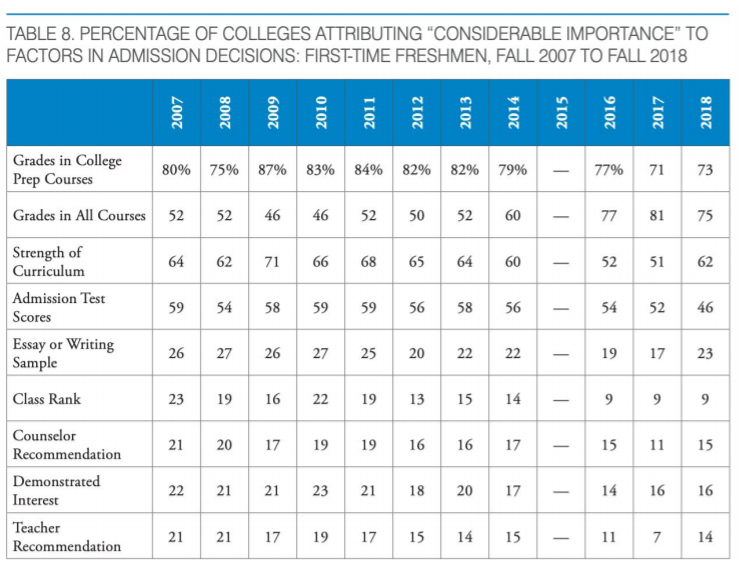 TABLE 8. PERCENTAGE OF COLLEGES ATTRIBUTING “CONSIDERABLE IMPORTANCE” TO
FACTORS IN ADMISSION DECISIONS: FIRST-TIME FRESHMEN, FALL 2007 TO FALL 2018
2007 2008 2009 2010 2011 2012 2013 2014 2015 2016 2017 2018
Grades in College
Prep Courses 80% 75% 87% 83% 84% 82% 82% 79% — 77% 71 73
Grades in All Courses 52 52 46 46 52 50 52 60 — 77 81 75
Strength of
Curriculum 64 62 71 66 68 65 64 60 — 52 51 62
Admission Test
Scores 59 54 58 59 59 56 58 56 — 54 52 46
Essay or Writing
Sample 26 27 26 27 25 20 22 22 — 19 17 23
Class Rank 23 19 16 22 19 13 15 14 — 9 9 9
Counselor
Recommendation 21 20 17 19 19 16 16 17 — 15 11 15
Demonstrated
Interest 22 21 21 23 21 18 20 17 — 14 16 16
Teacher
Recommendation 21 21 17 19 17 15 14 15 — 11 7 14